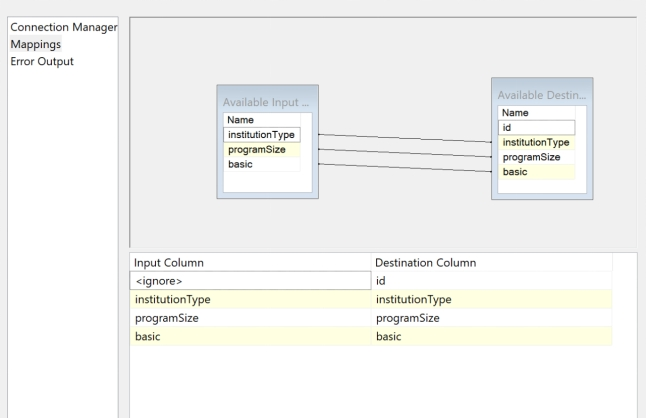 Connection Manager
Mappings
Error Output
Available Input ...
Name
institutionType
programSize
basic
Available Destin...
Name
id
institutionType
programSize
basic
Input Column Destination Column
<ignore> id
institutionType institutionType
programSize programSize
basic basic